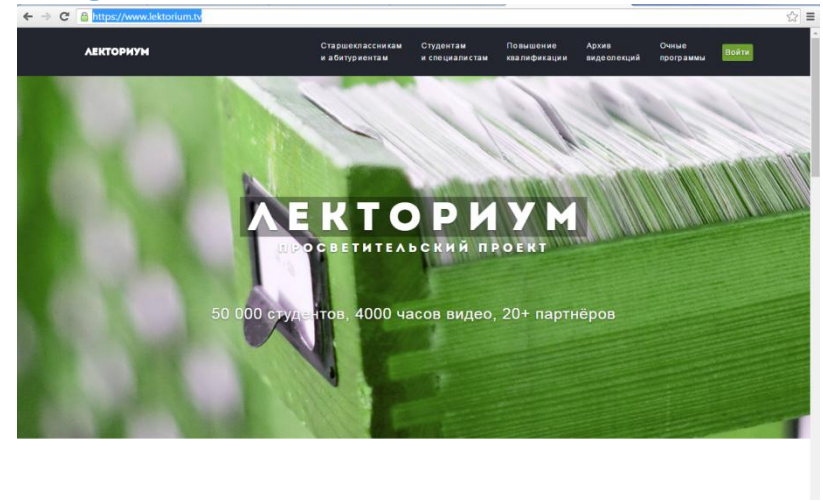 https://www.lektorium.tv
ЛЕКТОРИУМ
Старшеклассникам и абитуриентам
Студентам и специалистам
Повышение квалификации
Архив видеолекций
Очные программы
Войти
ЛЕКТОРИУМ
ПРОСВЕТИТЕЛЬСКИЙ ПРОЕКТ
50 000 студентов, 4000 часов видео, 20+ партнёров